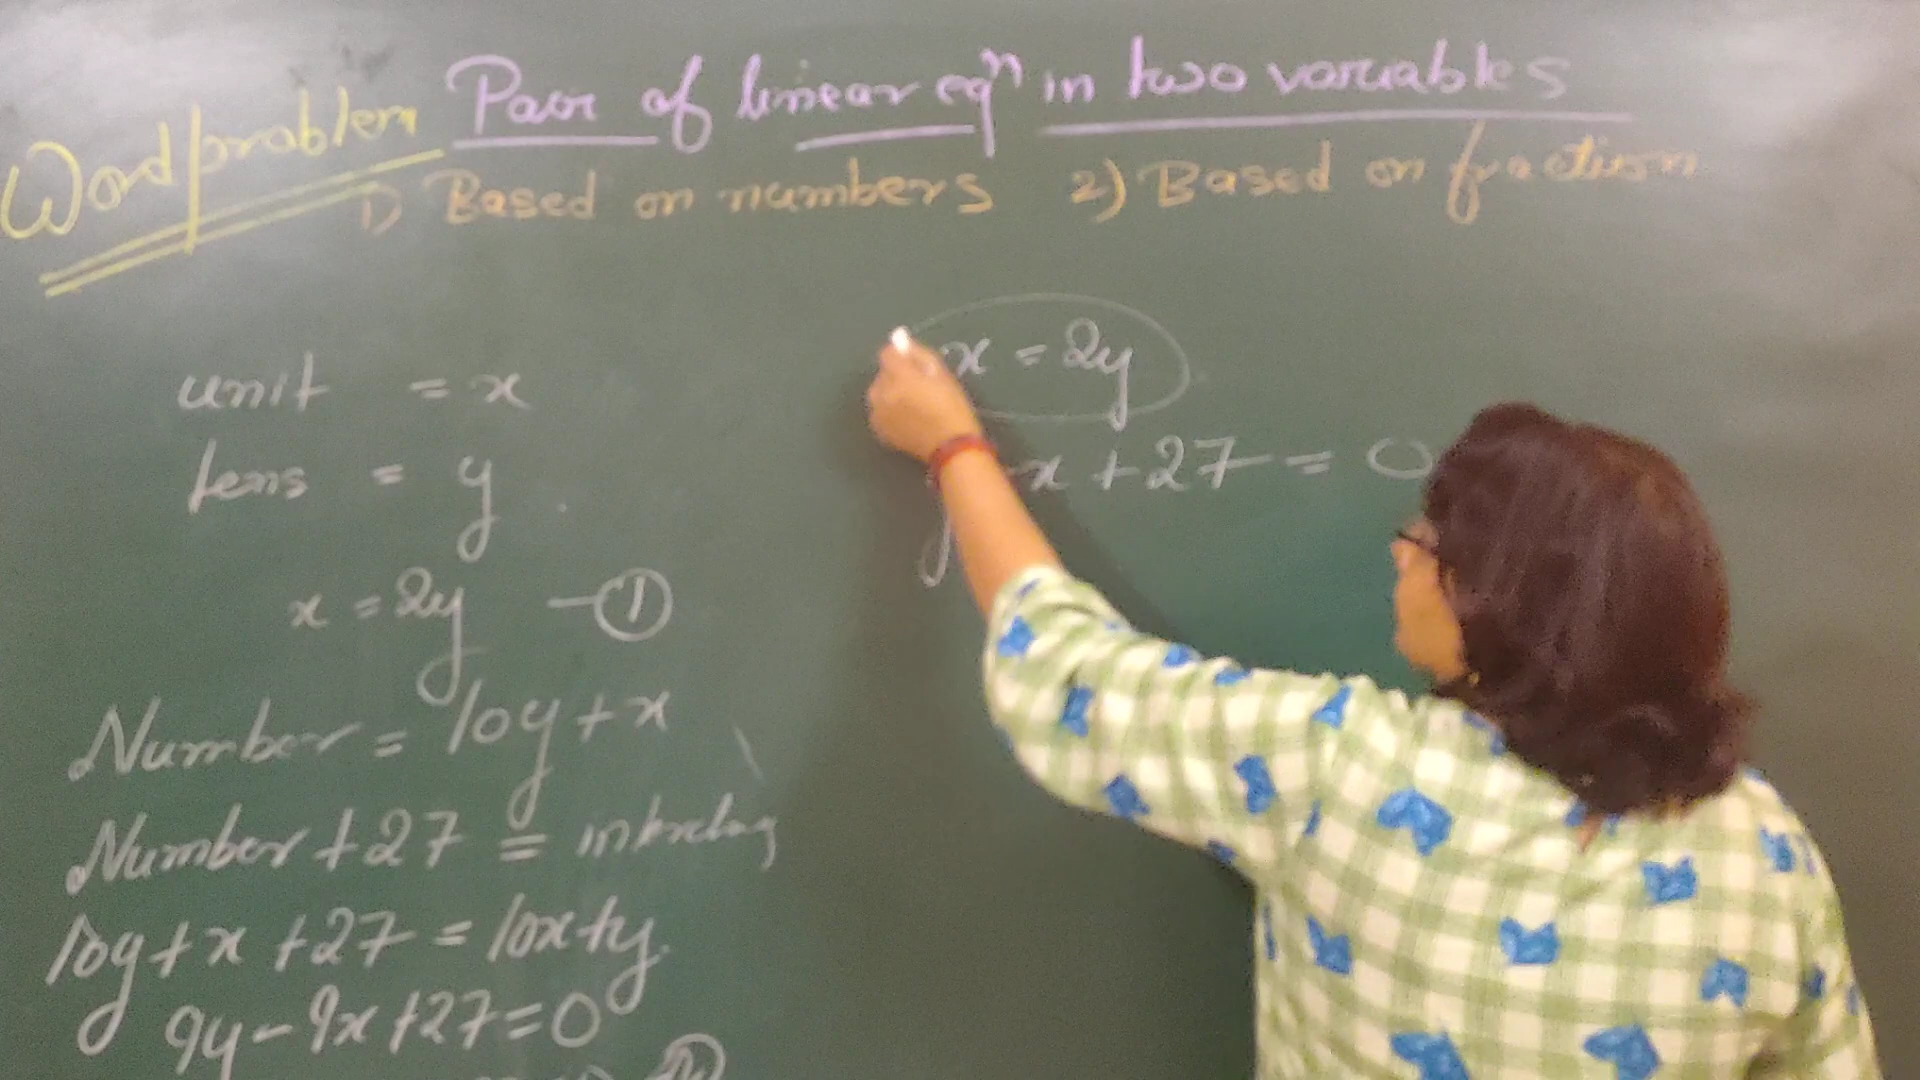 Word problem
Pair of linear eqⁿ in two variables
1) Based on numbers 2) Based on fraction
unit = x
tens = y
x = 2y —①
Number = 10y + x
Number + 27 = 
10y + x + 27 = 10x + y
9y - 9x + 27 = 0
x = 2y
x + 27 = 0